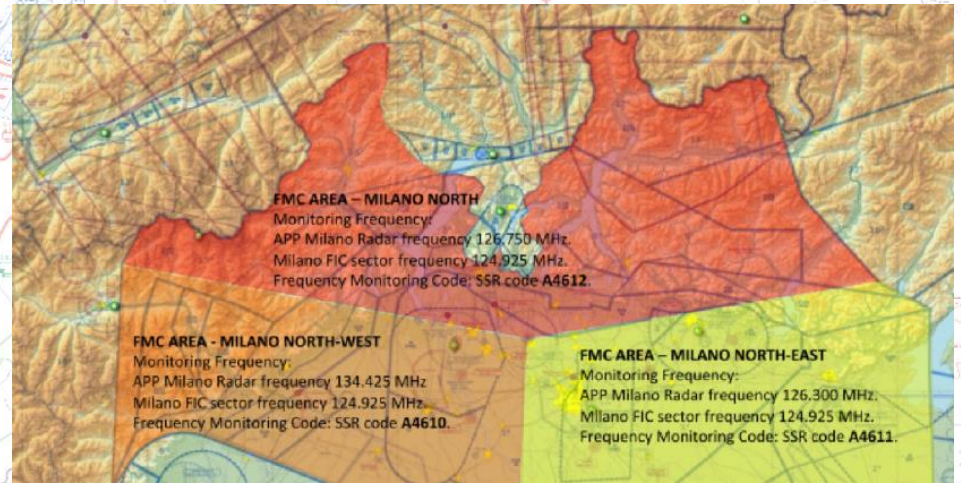 FMC AREA – MILANO NORTH
Monitoring Frequency:
APP Milano Radar frequency 126.750 MHz.
Milano FIC sector frequency 124.925 MHz.
Frequency Monitoring Code: SSR code A4612.
FMC AREA - MILANO NORTH-WEST
Monitoring Frequency:
APP Milano Radar frequency 134.425 MHz
Milano FIC sector frequency 124.925 MHz.
Frequency Monitoring Code: SSR code A4610.
FMC AREA – MILANO NORTH-EAST
Monitoring Frequency:
APP Milano Radar frequency 126.300 MHz.
Milano FIC sector frequency 124.925 MHz.
Frequency Monitoring Code: SSR code A4611.